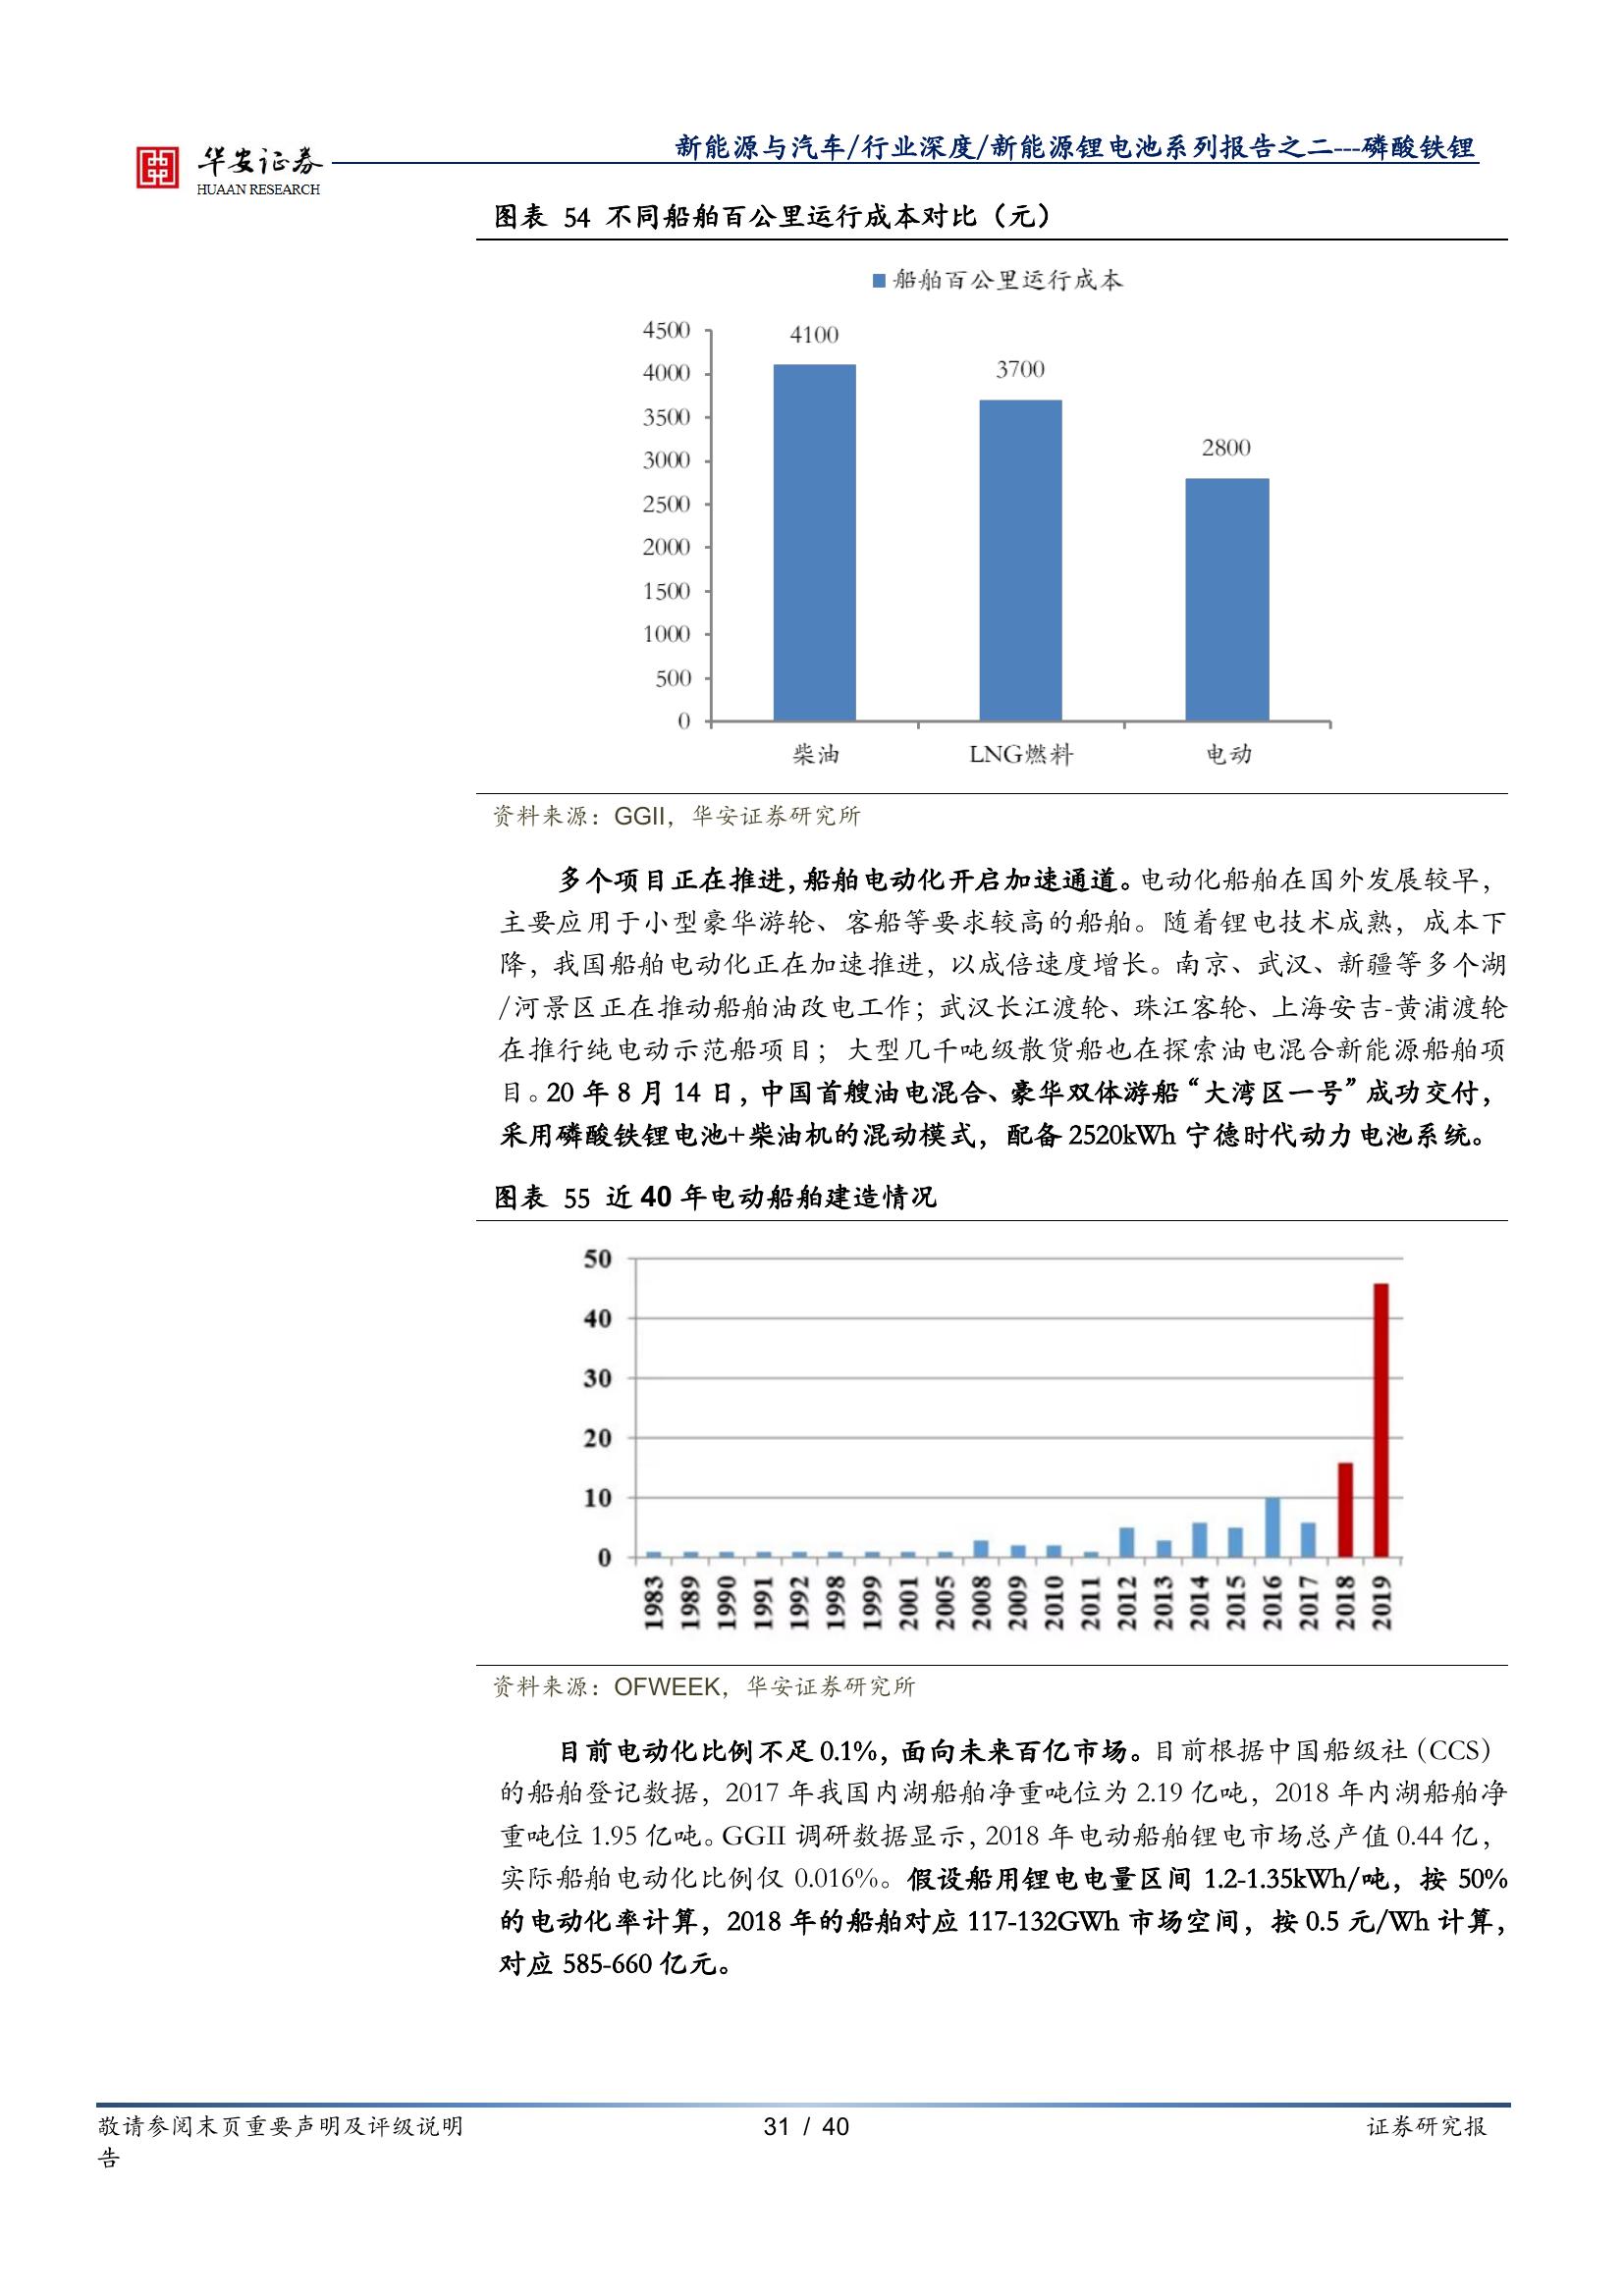 华安证券
HUAAN RESEARCH
新能源与汽车/行业深度/新能源锂电池系列报告之二---磷酸铁锂
图表 54 不同船舶百公里运行成本对比（元）
船舶百公里运行成本
4500
4000
3500
3000
2500
2000
1500
1000
500
0
4100
3700
2800
柴油
LNG燃料
电动
资料来源：GGII，华安证券研究所
多个项目正在推进，船舶电动化开启加速通道。电动化船舶在国外发展较早，
主要应用于小型豪华游轮、客船等要求较高的船舶。随着锂电技术成熟，成本下
降，我国船舶电动化正在加速推进，以成倍速度增长。南京、武汉、新疆等多个湖
/河景区正在推动船舶油改电工作；武汉长江渡轮、珠江客轮、上海安吉-黄浦渡轮
在推行纯电动示范船项目；大型几千吨级散货船也在探索油电混合新能源船舶项
目。20 年 8 月 14 日，中国首艘油电混合、豪华双体游船“大湾区一号”成功交付，
采用磷酸铁锂电池+柴油机的混动模式，配备 2520kWh 宁德时代动力电池系统。
图表 55 近 40 年电动船舶建造情况
50
40
30
20
10
0
1983
1989
1990
1991
1992
1998
1999
2001
2005
2008
2009
2010
2011
2012
2013
2014
2015
2016
2017
2018
2019
资料来源：OFWEEK，华安证券研究所
目前电动化比例不足 0.1%，面向未来百亿市场。目前根据中国船级社（CCS）
的船舶登记数据，2017 年我国内湖船舶净重吨位为 2.19 亿吨，2018 年内湖船舶净
重吨位 1.95 亿吨。GGII 调研数据显示，2018 年电动船舶锂电市场总产值 0.44 亿，
实际船舶电动化比例仅 0.016%。假设船用锂电电量区间 1.2-1.35kWh/吨，按 50%
的电动化率计算，2018 年的船舶对应 117-132GWh 市场空间，按 0.5 元/Wh 计算，
对应 585-660 亿元。
敬请参阅末页重要声明及评级说明
31 / 40
证券研究报
告